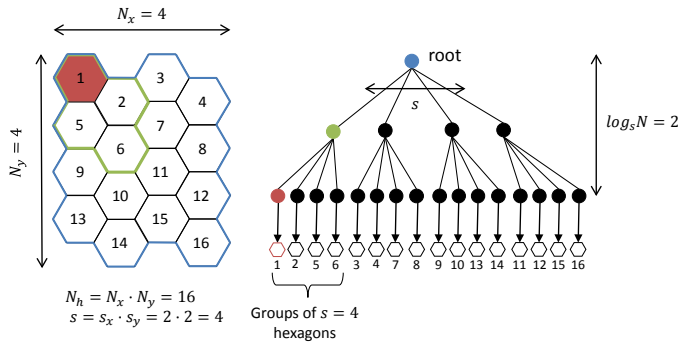 N_x = 4
N_y = 4
1
2
3
4
5
6
7
8
9
10
11
12
13
14
15
16
N_h = N_x · N_y = 16
s = s_x · s_y = 2 · 2 = 4
root
s
log_s N = 2
1 2 5 6 3 4 7 8 9 10 13 14 11 12 15 16
Groups of s = 4
hexagons